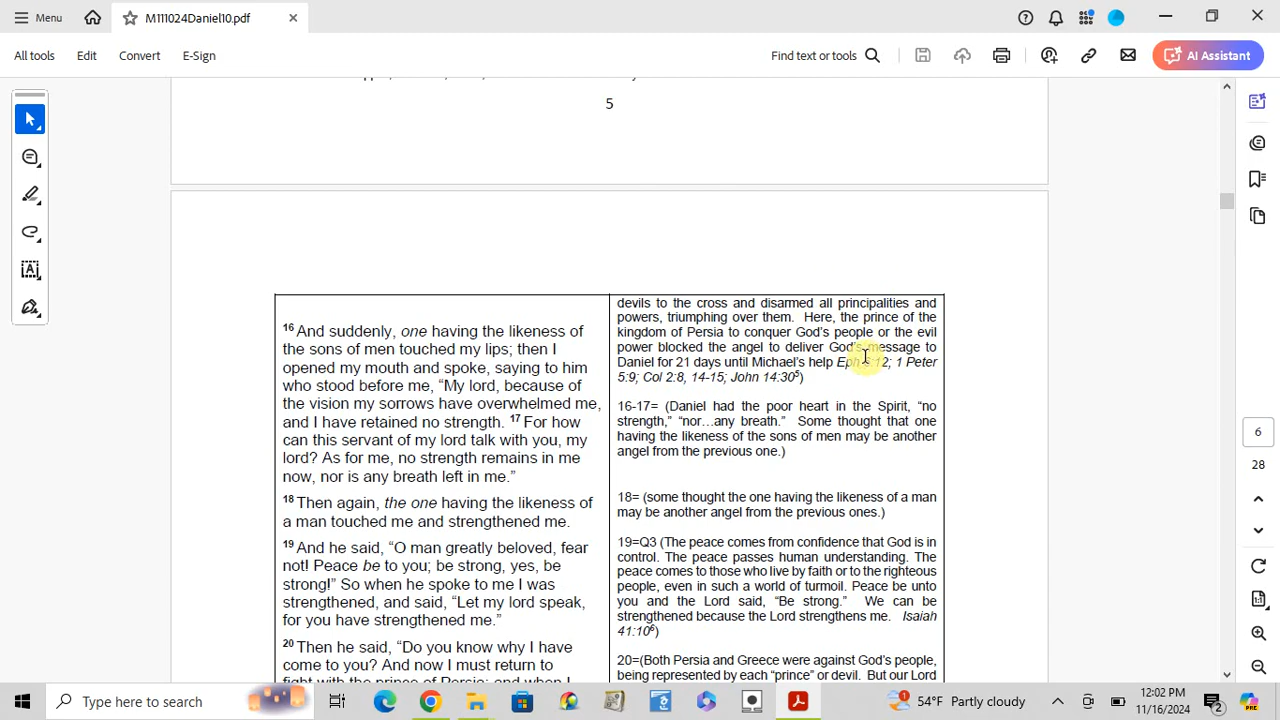 Menu
M111024Daniel10.pdf
All tools
Edit
Convert
E-Sign
Find text or tools
AI Assistant
5
16 And suddenly, one having the likeness of
the sons of men touched my lips; then I
opened my mouth and spoke, saying to him
who stood before me, “My lord, because of
the vision my sorrows have overwhelmed me,
and I have retained no strength. 17 For how
can this servant of my lord talk with you, my
lord? As for me, no strength remains in me
now, nor is any breath left in me.”
18 Then again, the one having the likeness of
a man touched me and strengthened me.
19 And he said, “O man greatly beloved, fear
not! Peace be to you; be strong, yes, be
strong!” So when he spoke to me I was
strengthened, and said, “Let my lord speak,
for you have strengthened me.”
20 Then he said, “Do you know why I have
come to you? And now I must return to
fight with the prince of Persia; and when I
devils to the cross and disarmed all principalities and
powers, triumphing over them. Here, the prince of the
kingdom of Persia to conquer God’s people or the evil
power blocked the angel to deliver God’s message to
Daniel for 21 days until Michael’s help Eph 6:12; 1 Peter
5:9; Col 2:8, 14-15; John 14:30⁵)
16-17= (Daniel had the poor heart in the Spirit, “no
strength,” “nor…any breath.” Some thought that one
having the likeness of the sons of men may be another
angel from the previous one.)
18= (some thought the one having the likeness of a man
may be another angel from the previous ones.)
19=Q3 (The peace comes from confidence that God is in
control. The peace passes human understanding. The
peace comes to those who live by faith or to the righteous
people, even in such a world of turmoil. Peace be unto
you and the Lord said, “Be strong.” We can be
strengthened because the Lord strengthens me. Isaiah
41:10⁶)
20=(Both Persia and Greece were against God’s people,
being represented by each “prince” or devil. But our Lord
6
28
Type here to search
1
54°F Partly cloudy
12:02 PM
11/16/2024
2
PRE